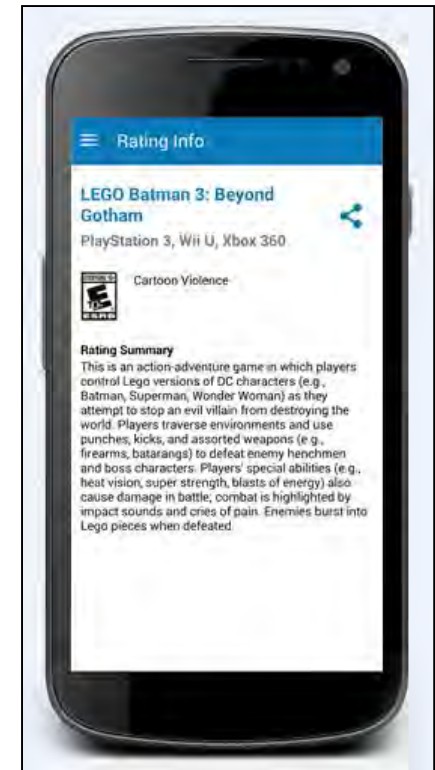 Rating Info
LEGO Batman 3: Beyond
Gotham
PlayStation 3, Wii U, Xbox 360
E
ESRB
Cartoon Violence
Rating Summary
This is an action-adventure game in which players
control Lego versions of DC characters (e.g.,
Batman, Superman, Wonder Woman) as they
attempt to stop an evil villain from destroying the
world. Players traverse environments and use
punches, kicks, and assorted weapons (e.g.,
firearms, batarangs) to defeat enemy henchmen
and boss characters. Players' special abilities (e.g.,
heat vision, super strength, blasts of energy) also
cause damage in battle; combat is highlighted by
impact sounds and cries of pain. Enemies burst into
Lego pieces when defeated.